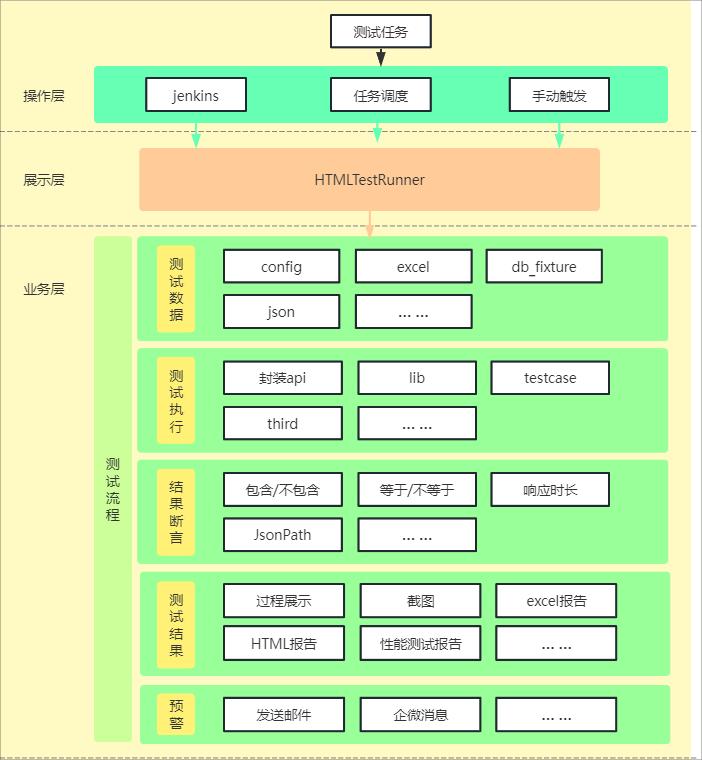 测试任务
操作层
jenkins
任务调度
手动触发
展示层
HTMLTestRunner
业务层
测试流程
测试数据
config
excel
db_fixture
json
... ...
测试执行
封装api
lib
testcase
third
... ...
结果断言
包含/不包含
等于/不等于
响应时长
JsonPath
... ...
测试结果
过程展示
截图
excel报告
HTML报告
性能测试报告
... ...
预警
发送邮件
企微消息
... ...